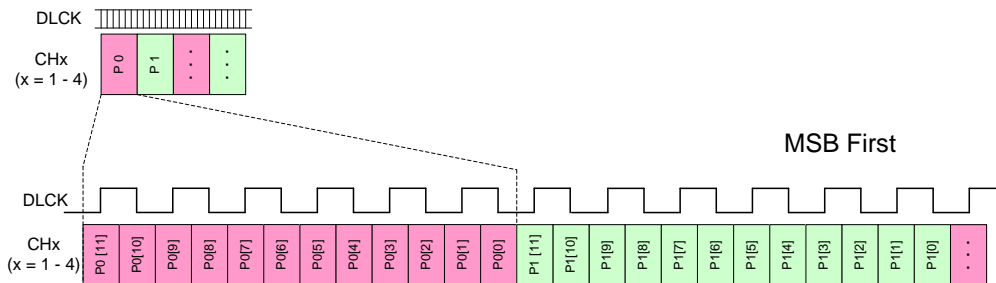 DLCK
CHx
(x = 1 - 4)
P 0
P 1
. . .
. . .
MSB First
DLCK
CHx
(x = 1 - 4)
P0 [11]
P0[10]
P0[9]
P0[8]
P0[7]
P0[6]
P0[5]
P0[4]
P0[3]
P0[2]
P0[1]
P0[0]
P1 [11]
P1[10]
P1[9]
P1[8]
P1[7]
P1[6]
P1[5]
P1[4]
P1[3]
P1[2]
P1[1]
P1[0]
. . .